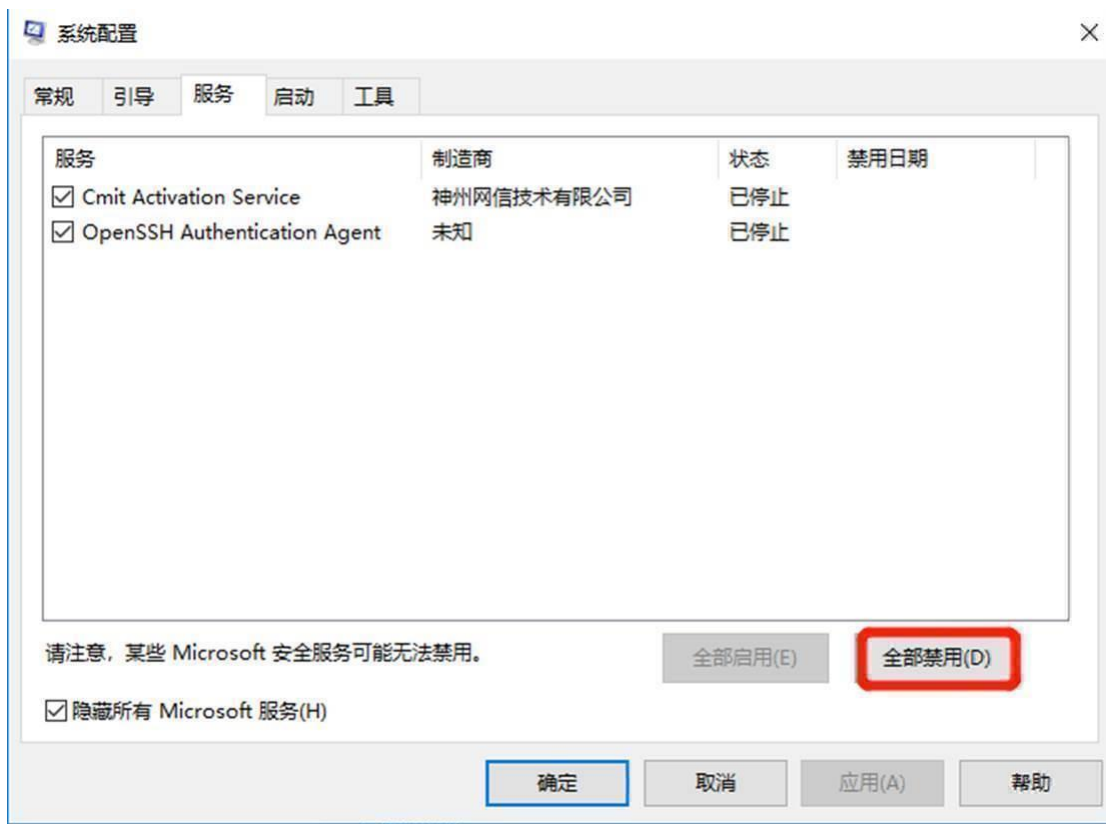 系统配置
常规 引导 服务 启动 工具
服务 制造商 状态 禁用日期
Cmit Activation Service 神州网信技术有限公司 已停止
OpenSSH Authentication Agent 未知 已停止
请注意，某些 Microsoft 安全服务可能无法禁用。 全部启用(E) 全部禁用(D)
隐藏所有 Microsoft 服务(H)
确定 取消 应用(A) 帮助